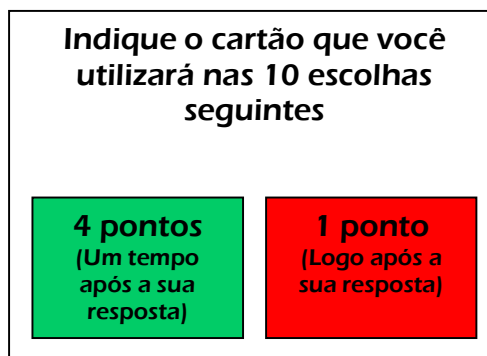 Indique o cartão que você
utilizará nas 10 escolhas
seguintes
4 pontos
(Um tempo
após a sua
resposta)
1 ponto
(Logo após a
sua resposta)